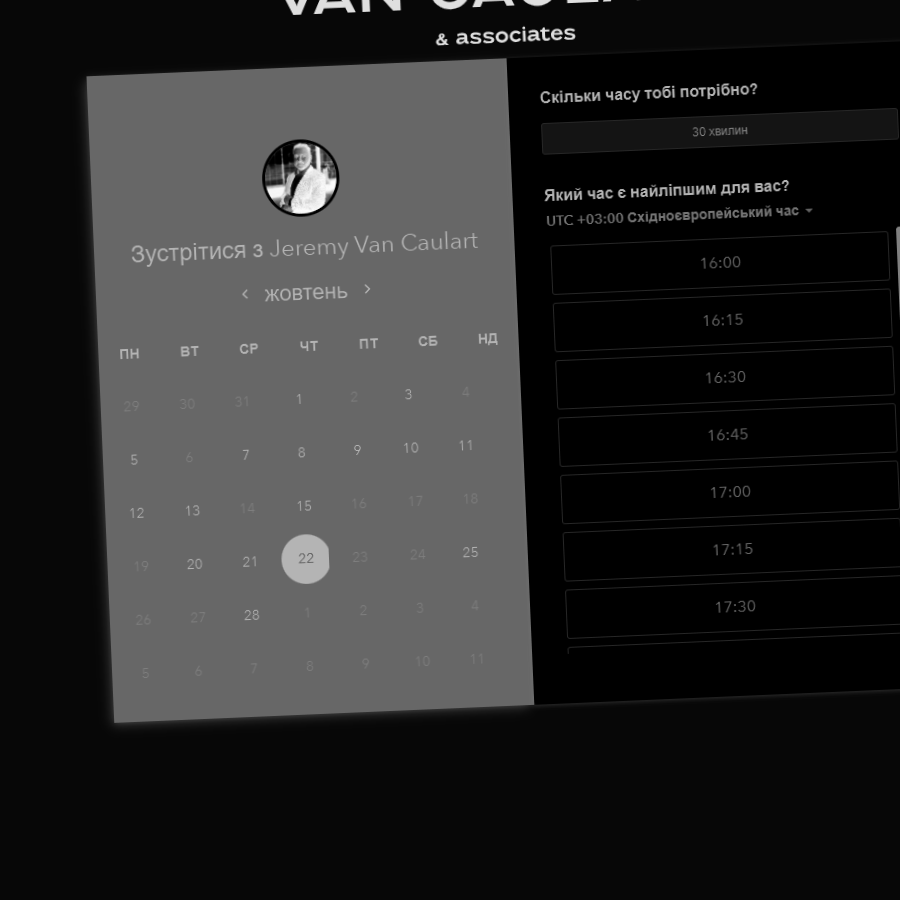 VAN CAULA
& associates
Зустрітися з Jeremy Van Caulart
жовтень
ПН ВТ СР ЧТ ПТ СБ НД
29 30 31 1 2 3 4
5 6 7 8 9 10 11
12 13 14 15 16 17 18
19 20 21 22 23 24 25
26 27 28 1 2 3 4
5 6 7 8 9 10 11
Скільки часу тобі потрібно?
30 хвилин
Який час є найліпшим для вас?
UTC +03:00 Східноєвропейський час
16:00
16:15
16:30
16:45
17:00
17:15
17:30